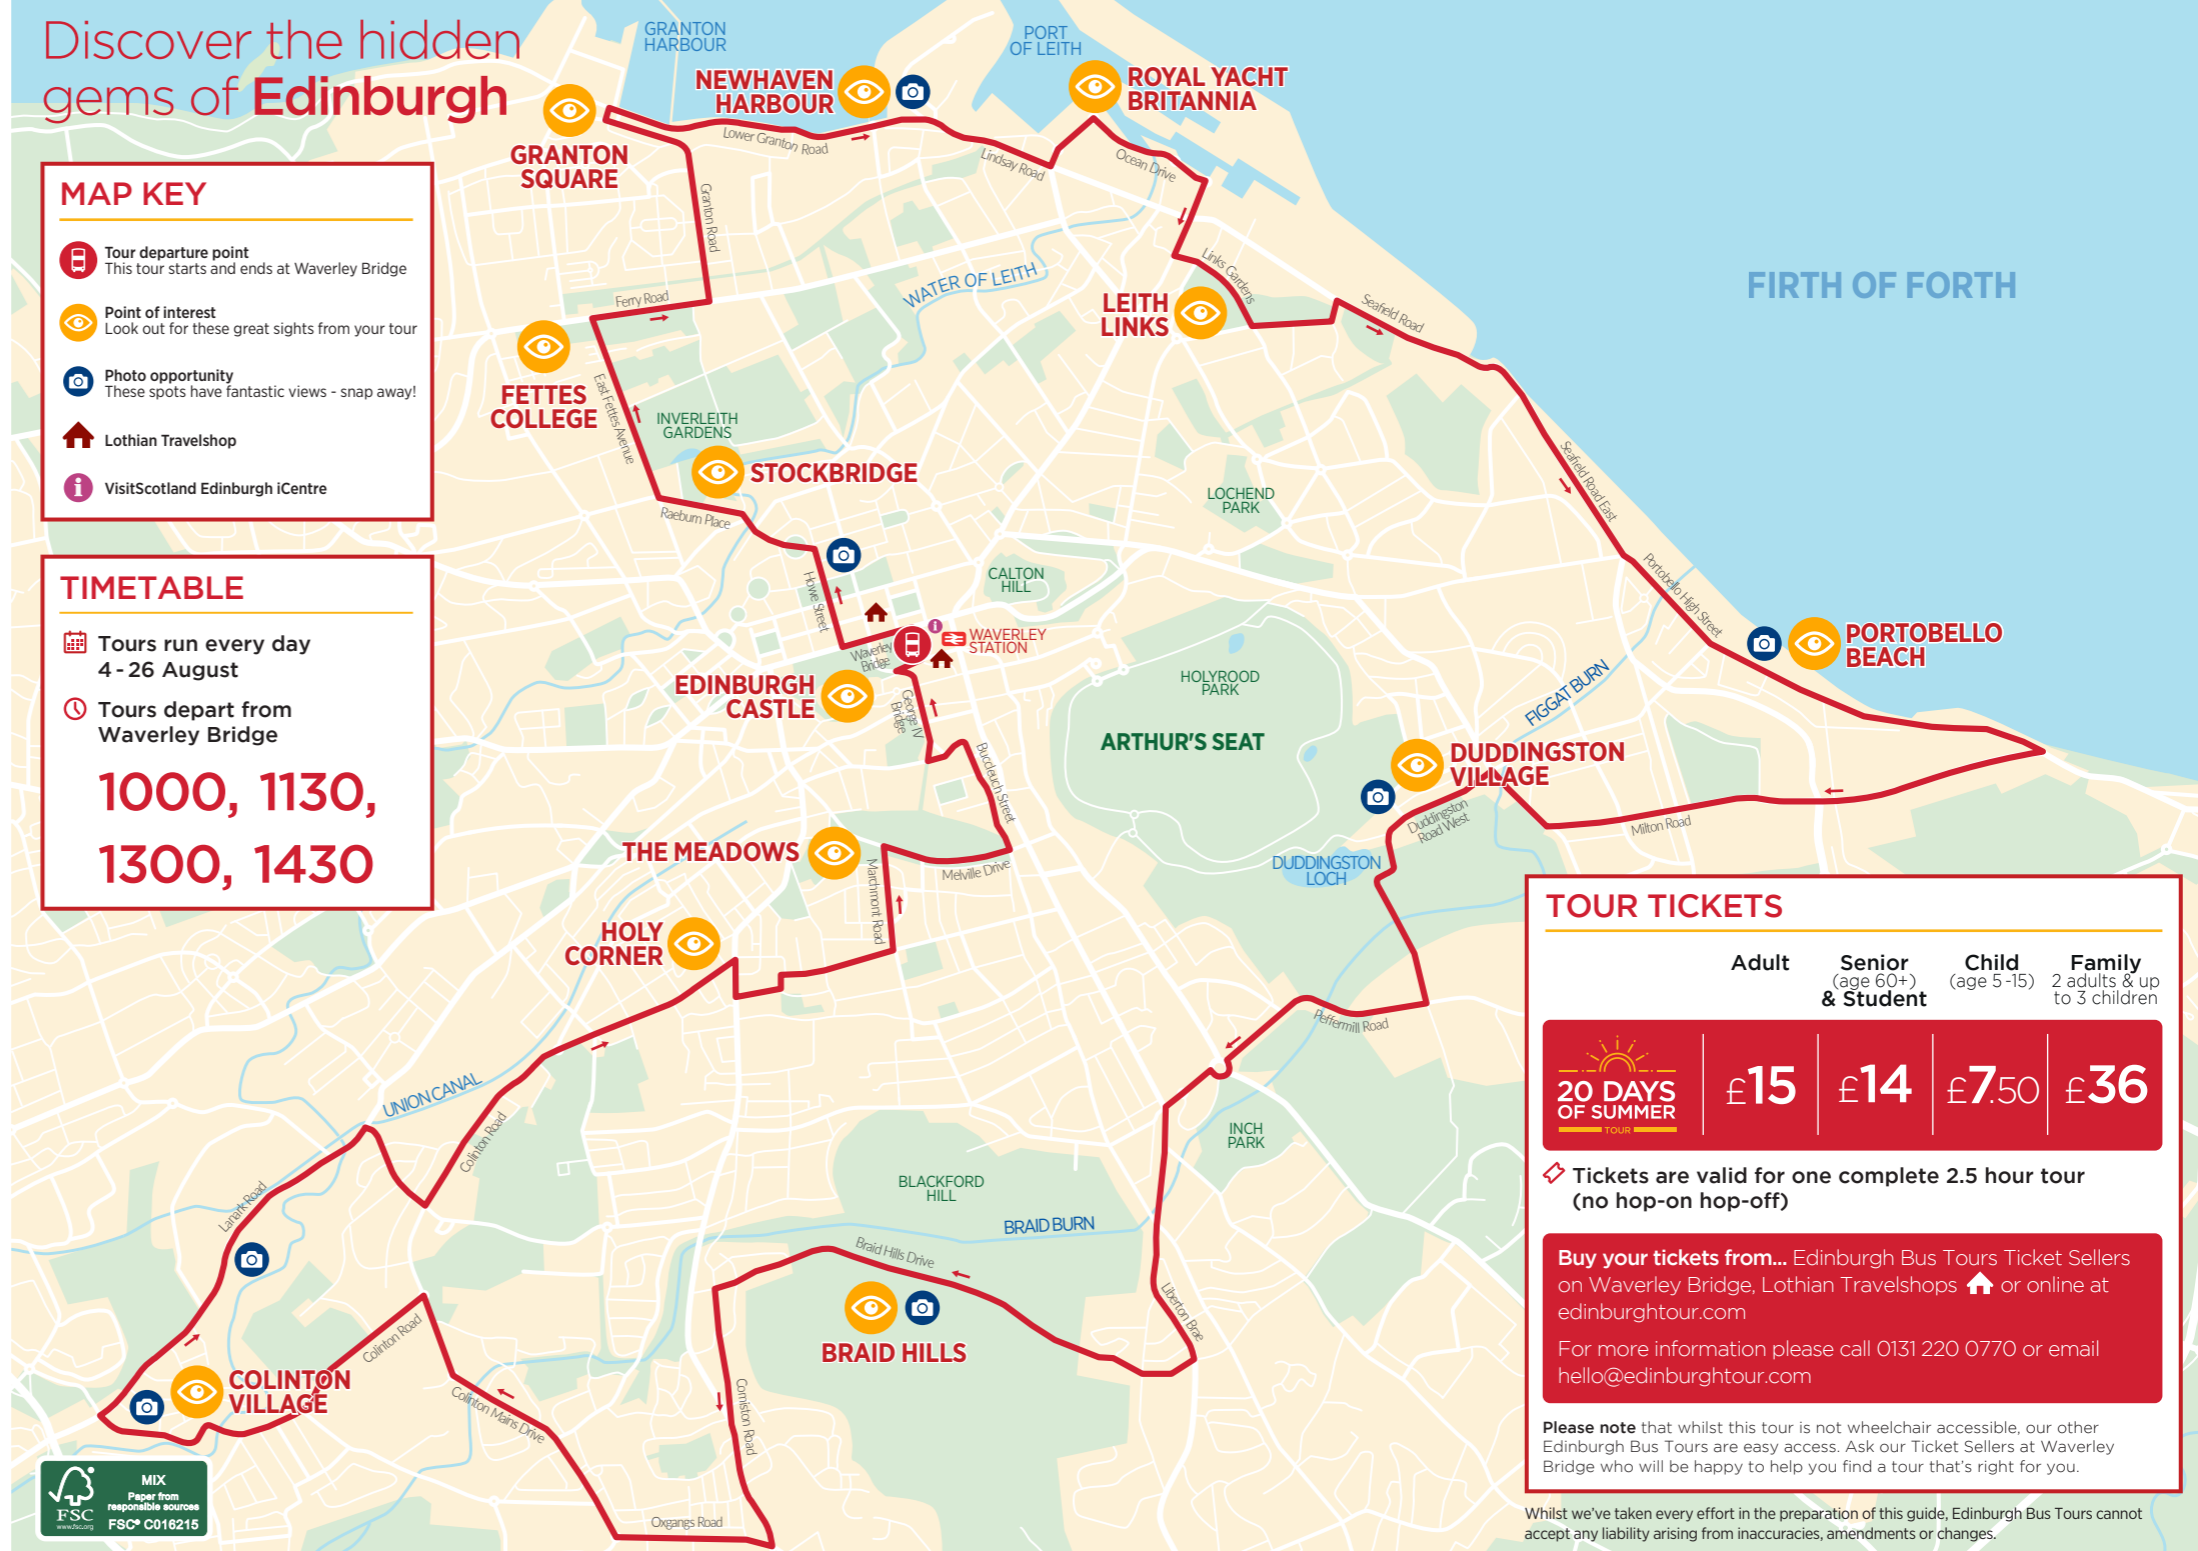 Discover the hidden
gems of Edinburgh
MAP KEY
Tour departure point
This tour starts and ends at Waverley Bridge
Point of interest
Look out for these great sights from your tour
Photo opportunity
These spots have fantastic views - snap away!
Lothian Travelshop
i
VisitScotland Edinburgh iCentre
TIMETABLE
Tours run every day
4 - 26 August
Tours depart from
Waverley Bridge
1000, 1130,
1300, 1430
GRANTON
HARBOUR
PORT
OF LEITH
NEWHAVEN
HARBOUR
ROYAL YACHT
BRITANNIA
GRANTON
SQUARE
Lower Granton Road
Lindsay Road
Ocean Drive
Granton Road
WATER OF LEITH
Links Gardens
FIRTH OF FORTH
Ferry Road
LEITH
LINKS
Seafield Road
FETTES
COLLEGE
East Fettes Avenue
INVERLEITH
GARDENS
STOCKBRIDGE
Raeburn Place
LOCHEND
PARK
Seafield Road East
Portobello High Street
CALTON
HILL
Howe Street
i
WAVERLEY
STATION
Waverley
Bridge
PORTOBELLO
BEACH
EDINBURGH
CASTLE
George IV
Bridge
HOLYROOD
PARK
FIGGAT BURN
ARTHUR'S SEAT
Buccleuch Street
DUDDINGSTON
VILLAGE
Duddingston
Road West
Milton Road
THE MEADOWS
Melville Drive
Marchmont Road
DUDDINGSTON
LOCH
HOLY
CORNER
Peffermill Road
UNION CANAL
Colinton Road
INCH
PARK
BLACKFORD
HILL
BRAID BURN
Lanark Road
Braid Hills Drive
Liberton Brae
BRAID HILLS
Colinton Road
COLINTON
VILLAGE
Colinton Mains Drive
Comiston Road
Oxgangs Road
FSC
www.fsc.org
MIX
Paper from
responsible sources
FSC® C016215
TOUR TICKETS
Adult
Senior
(age 60+)
& Student
Child
(age 5 -15)
Family
2 adults & up
to 3 children
20 DAYS
OF SUMMER
TOUR
£15
£14
£7.50
£36
Tickets are valid for one complete 2.5 hour tour
(no hop-on hop-off)
Buy your tickets from... Edinburgh Bus Tours Ticket Sellers
on Waverley Bridge, Lothian Travelshops or online at
edinburghtour.com
For more information please call 0131 220 0770 or email
hello@edinburghtour.com
Please note that whilst this tour is not wheelchair accessible, our other
Edinburgh Bus Tours are easy access. Ask our Ticket Sellers at Waverley
Bridge who will be happy to help you find a tour that's right for you.
Whilst we've taken every effort in the preparation of this guide, Edinburgh Bus Tours cannot
accept any liability arising from inaccuracies, amendments or changes.